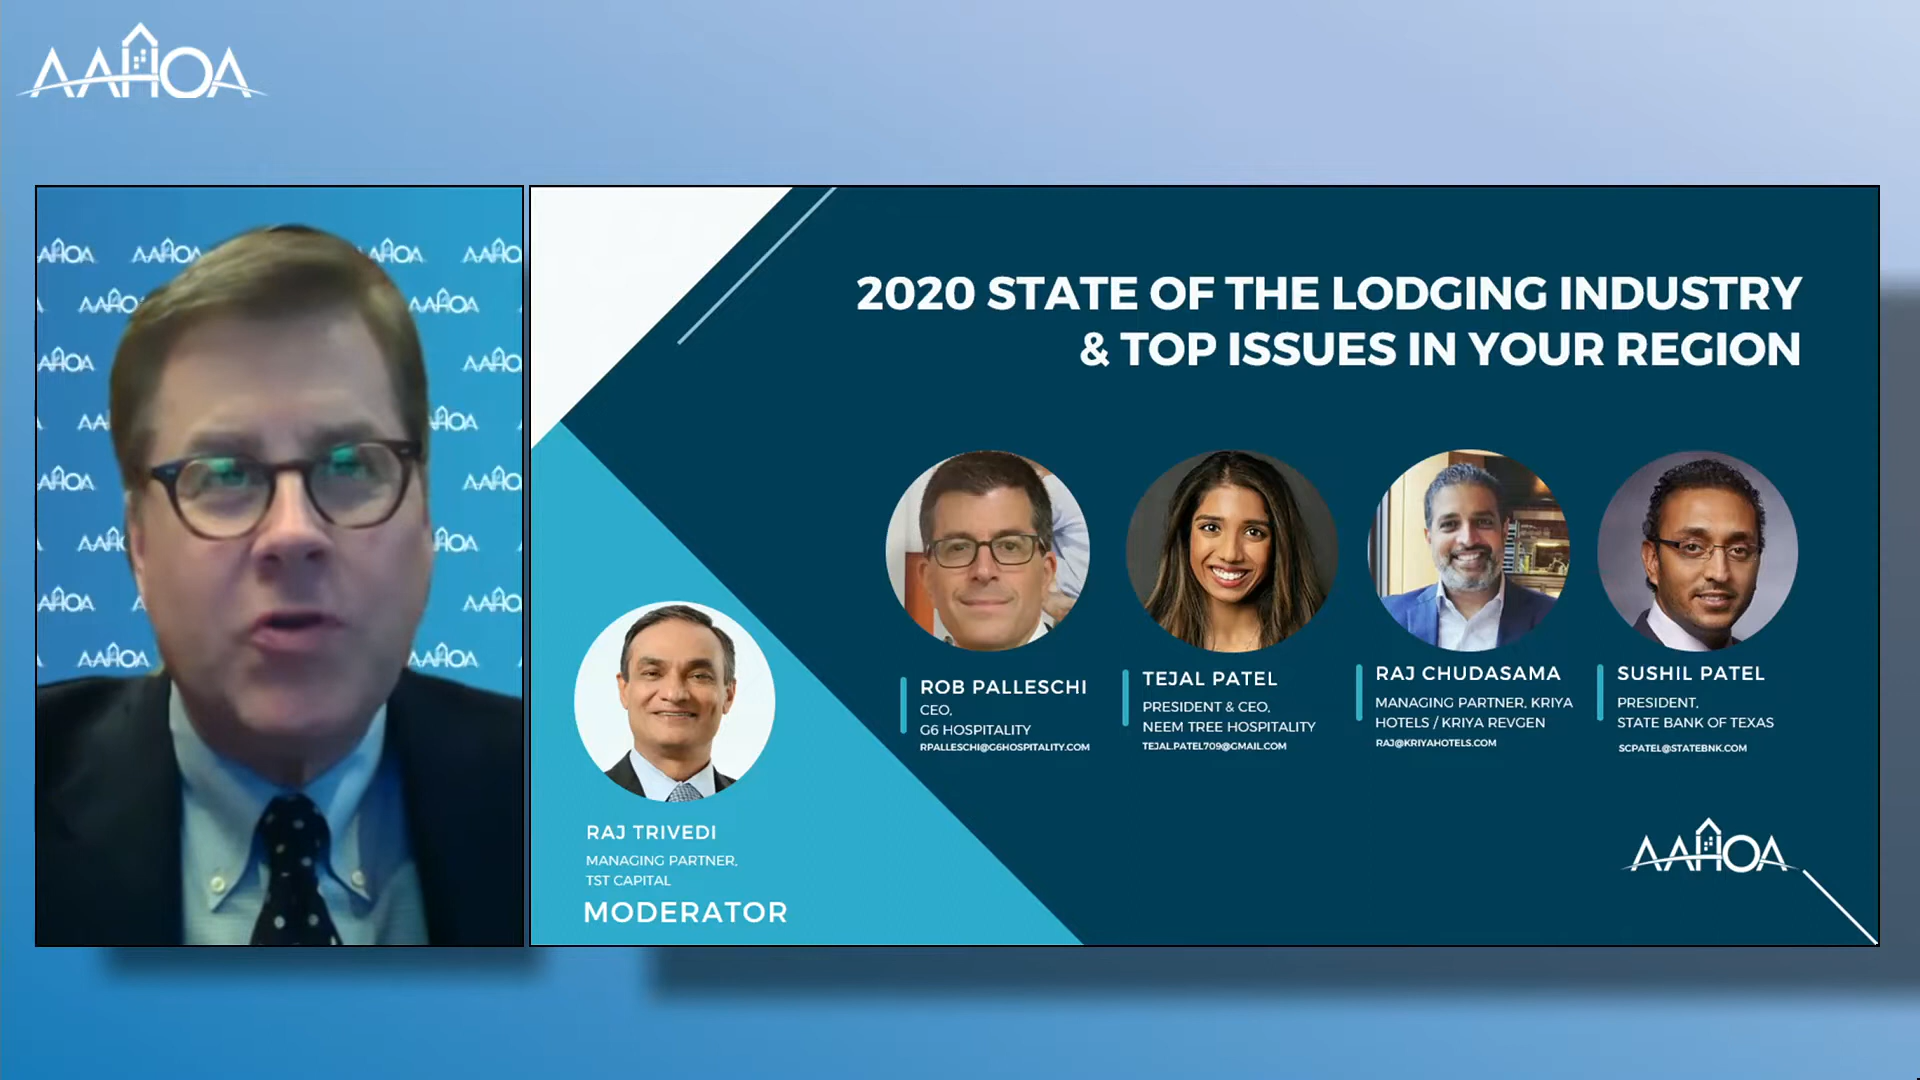 AAHOA
2020 STATE OF THE LODGING INDUSTRY
& TOP ISSUES IN YOUR REGION
ROB PALLESCHI
CEO,
G6 HOSPITALITY
RPALLESCHI@G6HOSPITALITY.COM
TEJAL PATEL
PRESIDENT & CEO,
NEEM TREE HOSPITALITY
TEJAL.PATEL709@GMAIL.COM
RAJ CHUDASAMA
MANAGING PARTNER, KRIYA
HOTELS / KRIYA REVGEN
RAJ@KRIYAHOTELS.COM
SUSHIL PATEL
PRESIDENT,
STATE BANK OF TEXAS
SCPATEL@STATEBNK.COM
RAJ TRIVEDI
MANAGING PARTNER,
TST CAPITAL
MODERATOR
AAHOA